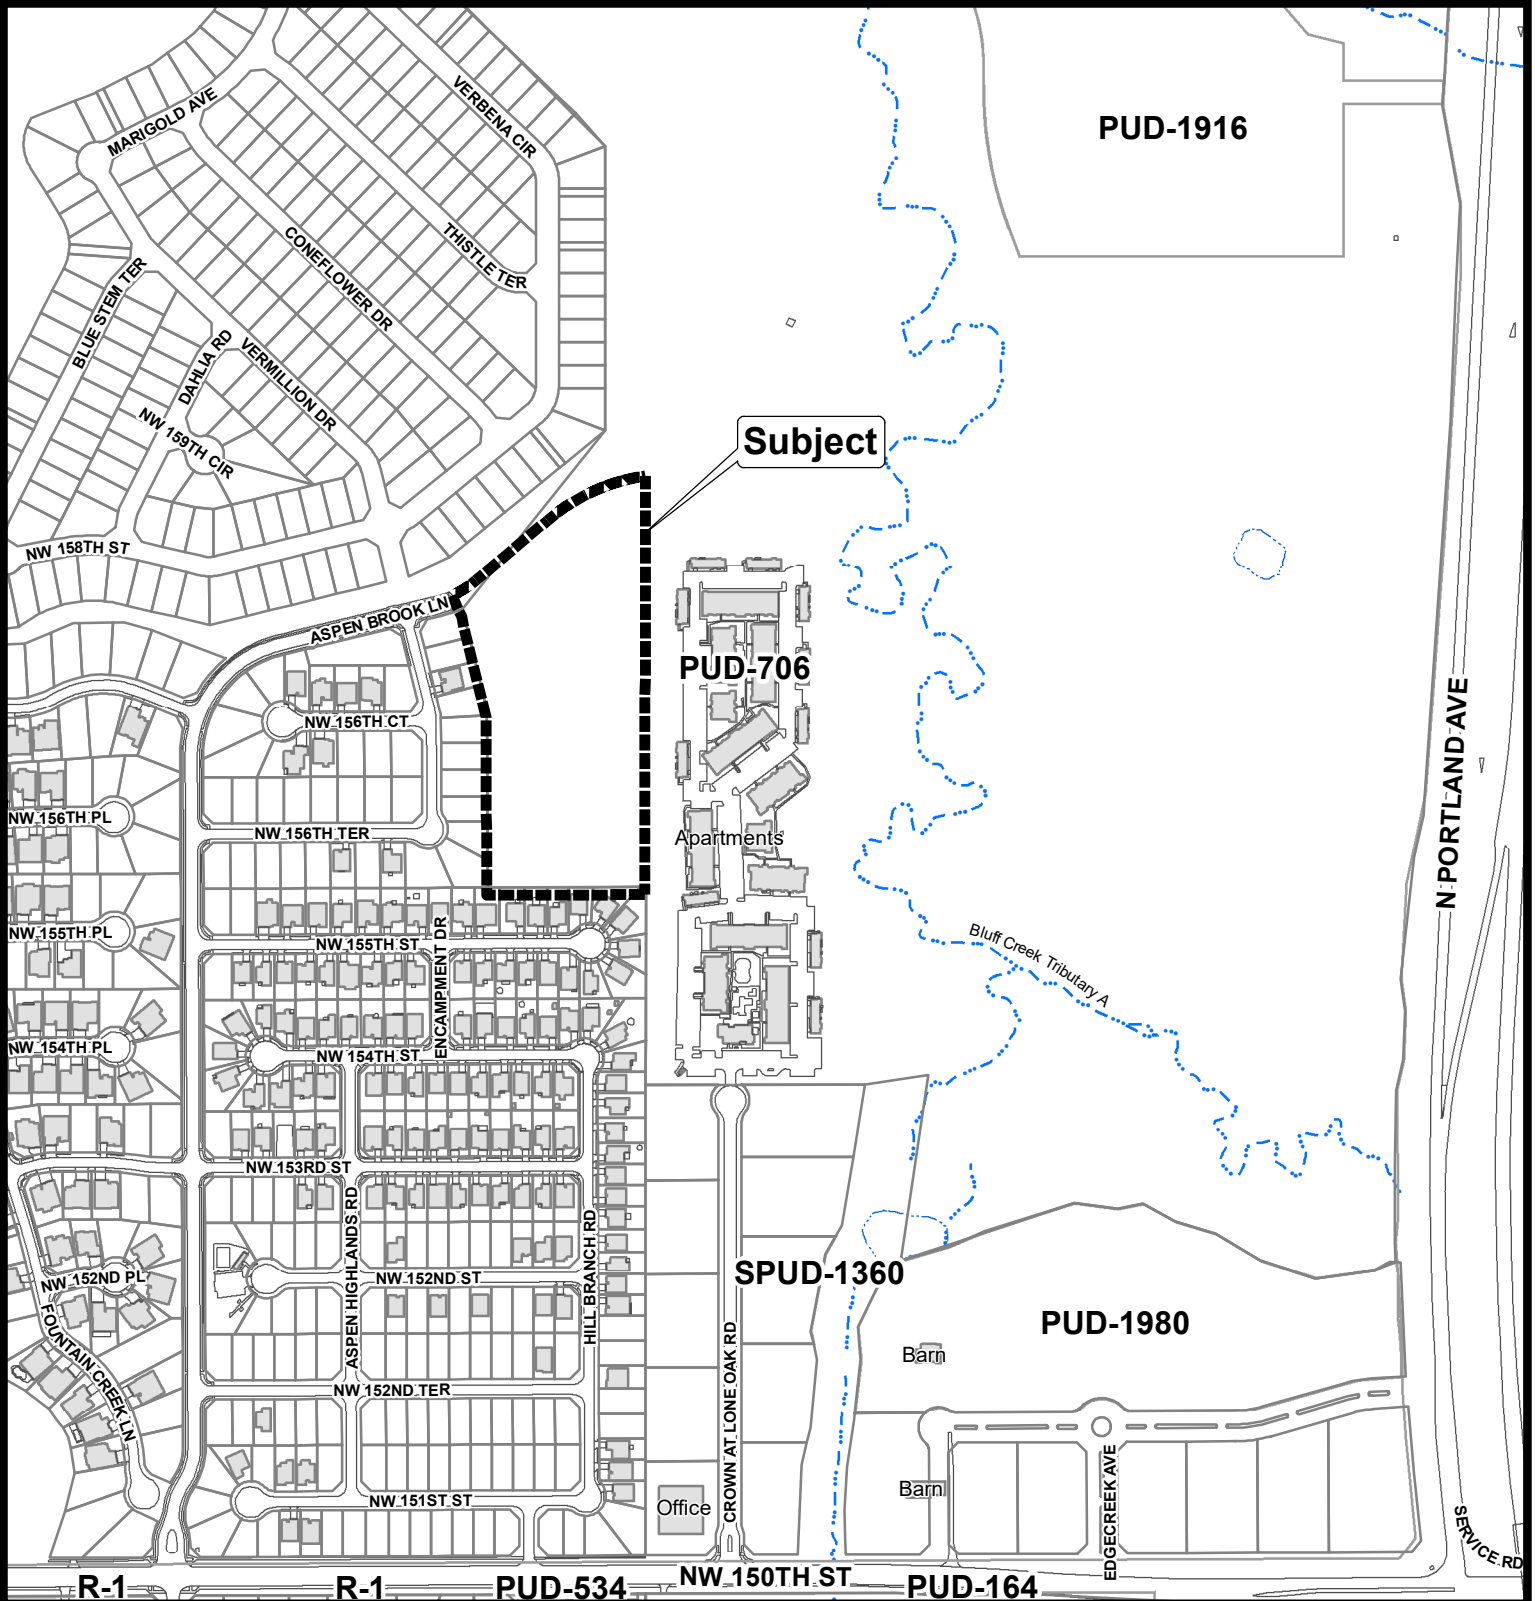 PUD-1916
VERBENA CIR
MARIGOLD AVE
THISTLE TER
CONEFLOWER DR
BLUE STEM TER
DAHLIA RD
VERMILLION DR
NW 159TH CIR
Subject
NW 158TH ST
ASPEN BROOK LN
PUD-706
NW 156TH CT
N PORTLAND AVE
NW 156TH PL
NW 156TH TER
Apartments
NW 155TH PL
NW 155TH ST
ENCAMPMENT DR
Bluff Creek Tributary A
NW 154TH PL
NW 154TH ST
NW 153RD ST
ASPEN HIGHLANDS RD
HILL BRANCH RD
NW 152ND PL
NW 152ND ST
SPUD-1360
PUD-1980
FOUNTAIN CREEK LN
Barn
NW 152ND TER
CROWN AT LONE OAK RD
NW 151ST ST
Office
Barn
EDGECREEK AVE
SERVICE RD
R-1
R-1
PUD-534
NW 150TH ST
PUD-164